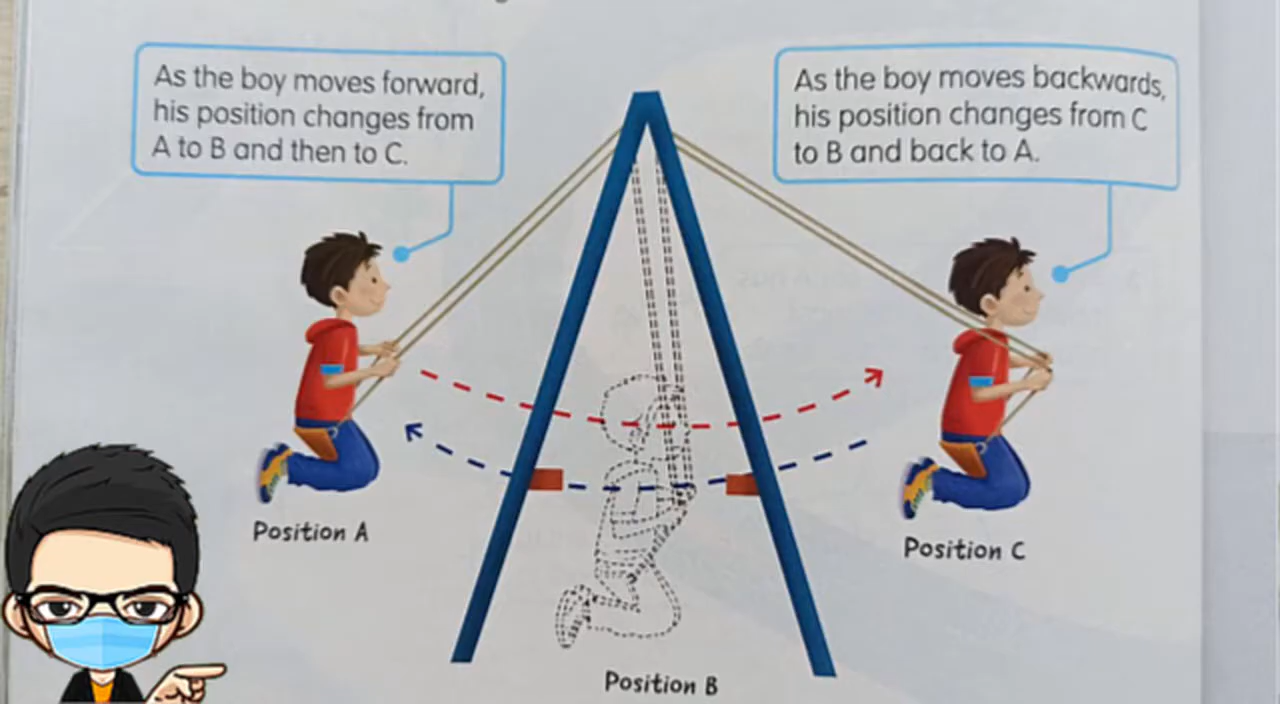 As the boy moves forward,
his position changes from
A to B and then to C.
As the boy moves backwards,
his position changes from C
to B and back to A.
Position A
Position C
Position B